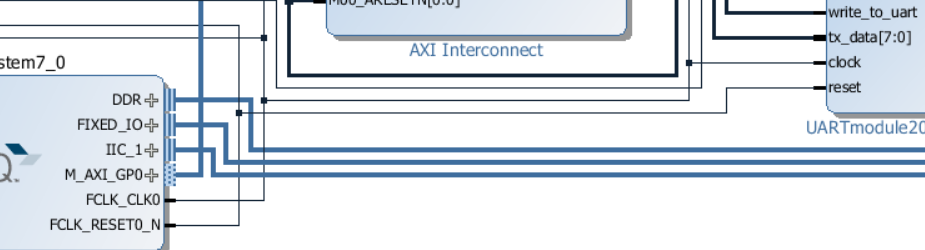 M00_ARESETN[0:0]
AXI Interconnect
write_to_uart
tx_data[7:0]
clock
reset
UARTmodule20
stem7_0
DDR
FIXED_IO
IIC_1
M_AXI_GP0
FCLK_CLK0
FCLK_RESET0_N